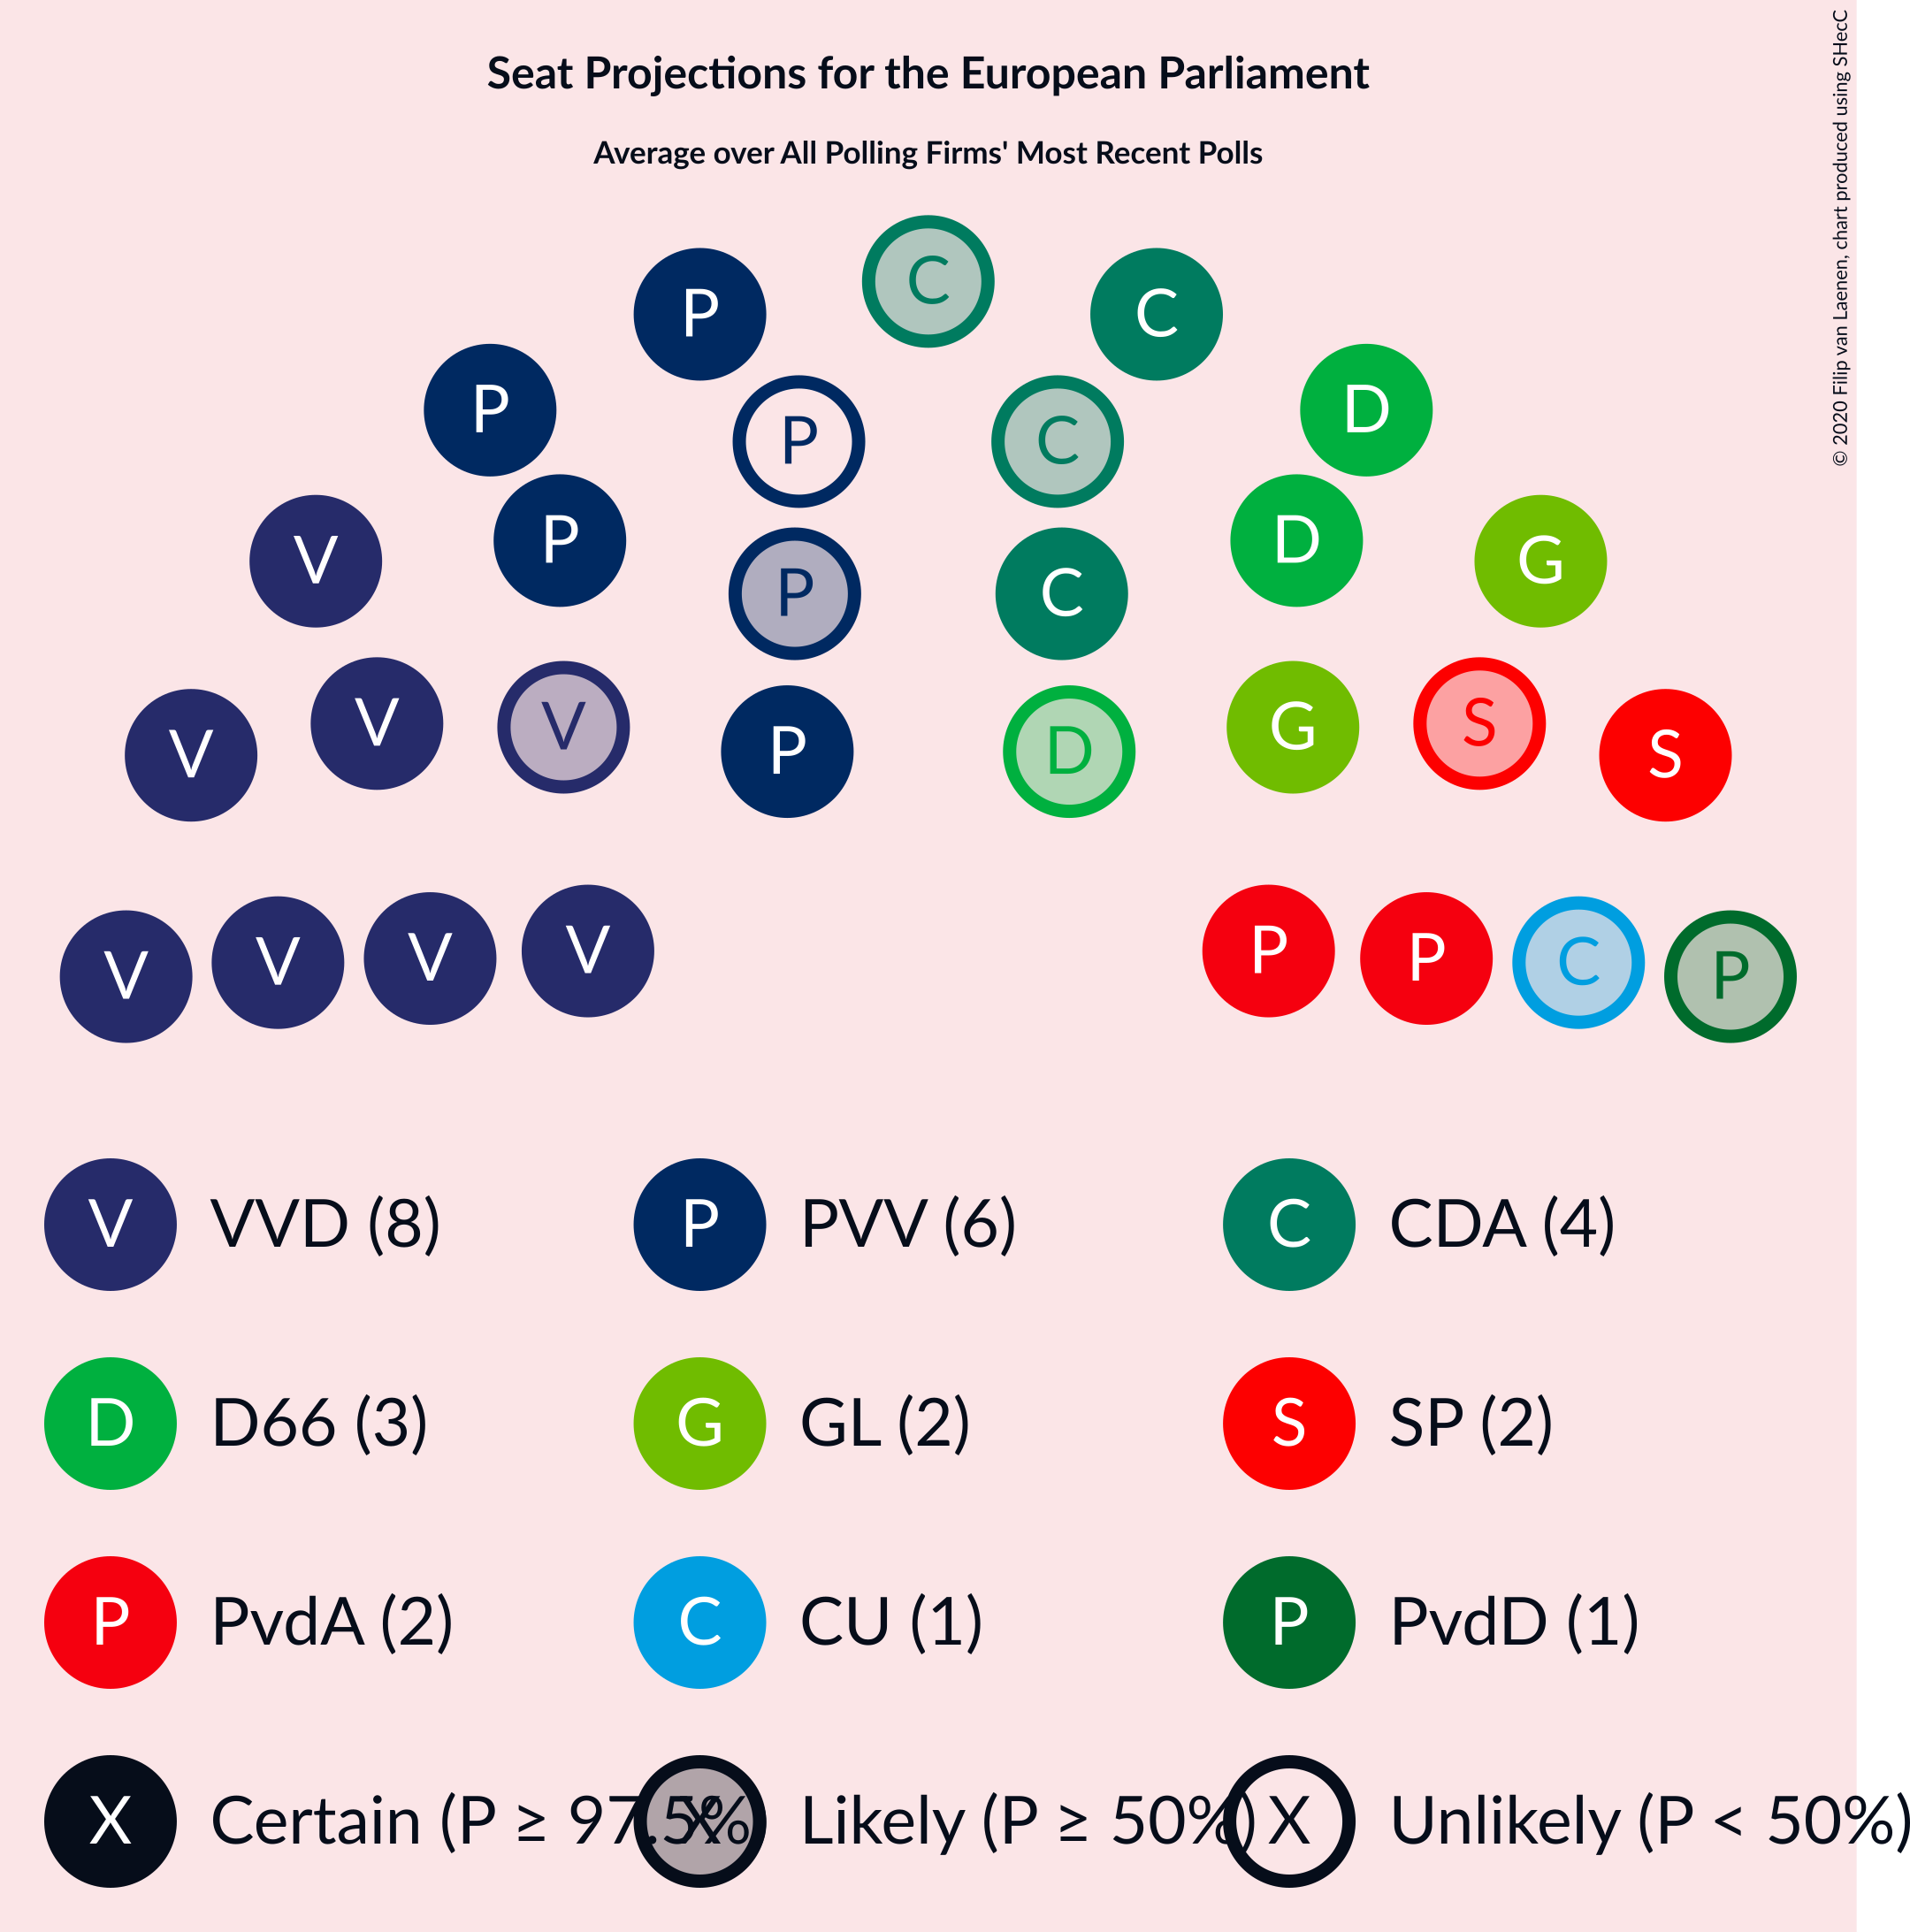 Seat Projections for the European Parliament
Average over All Polling Firms' Most Recent Polls
© 2020 Filip van Laenen, chart produced using SHecC
C
P C
P D
P C
P D
V G
P C
V S
V G
V S
P D
V P
V P
V C
V P
V VVD (8) P PVV (6) C CDA (4)
D D66 (3) G GL (2) S SP (2)
P PvdA (2) C CU (1) P PvdD (1)
X Certain (P ≥ 97.5%) X Likely (P ≥ 50%) X Unlikely (P < 50%)